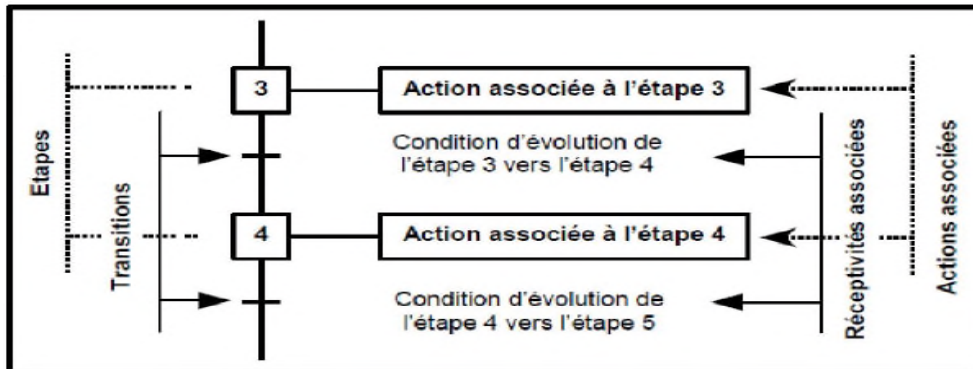 3
Action associée à l'étape 3
Condition d'évolution de
l'étape 3 vers l'étape 4
4
Action associée à l'étape 4
Condition d'évolution de
l'étape 4 vers l'étape 5
Etapes
Transitions
Réceptivités associées
Actions associées